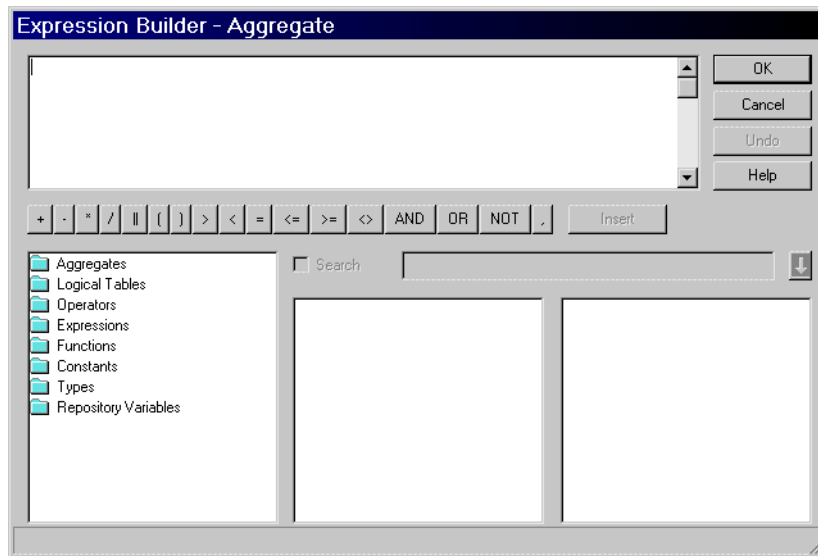 Expression Builder - Aggregate
OK
Cancel
Undo
Help
+ - * / || ( ) > < = <= >= <> AND OR NOT , Insert
Aggregates
Logical Tables
Operators
Expressions
Functions
Constants
Types
Repository Variables
Search